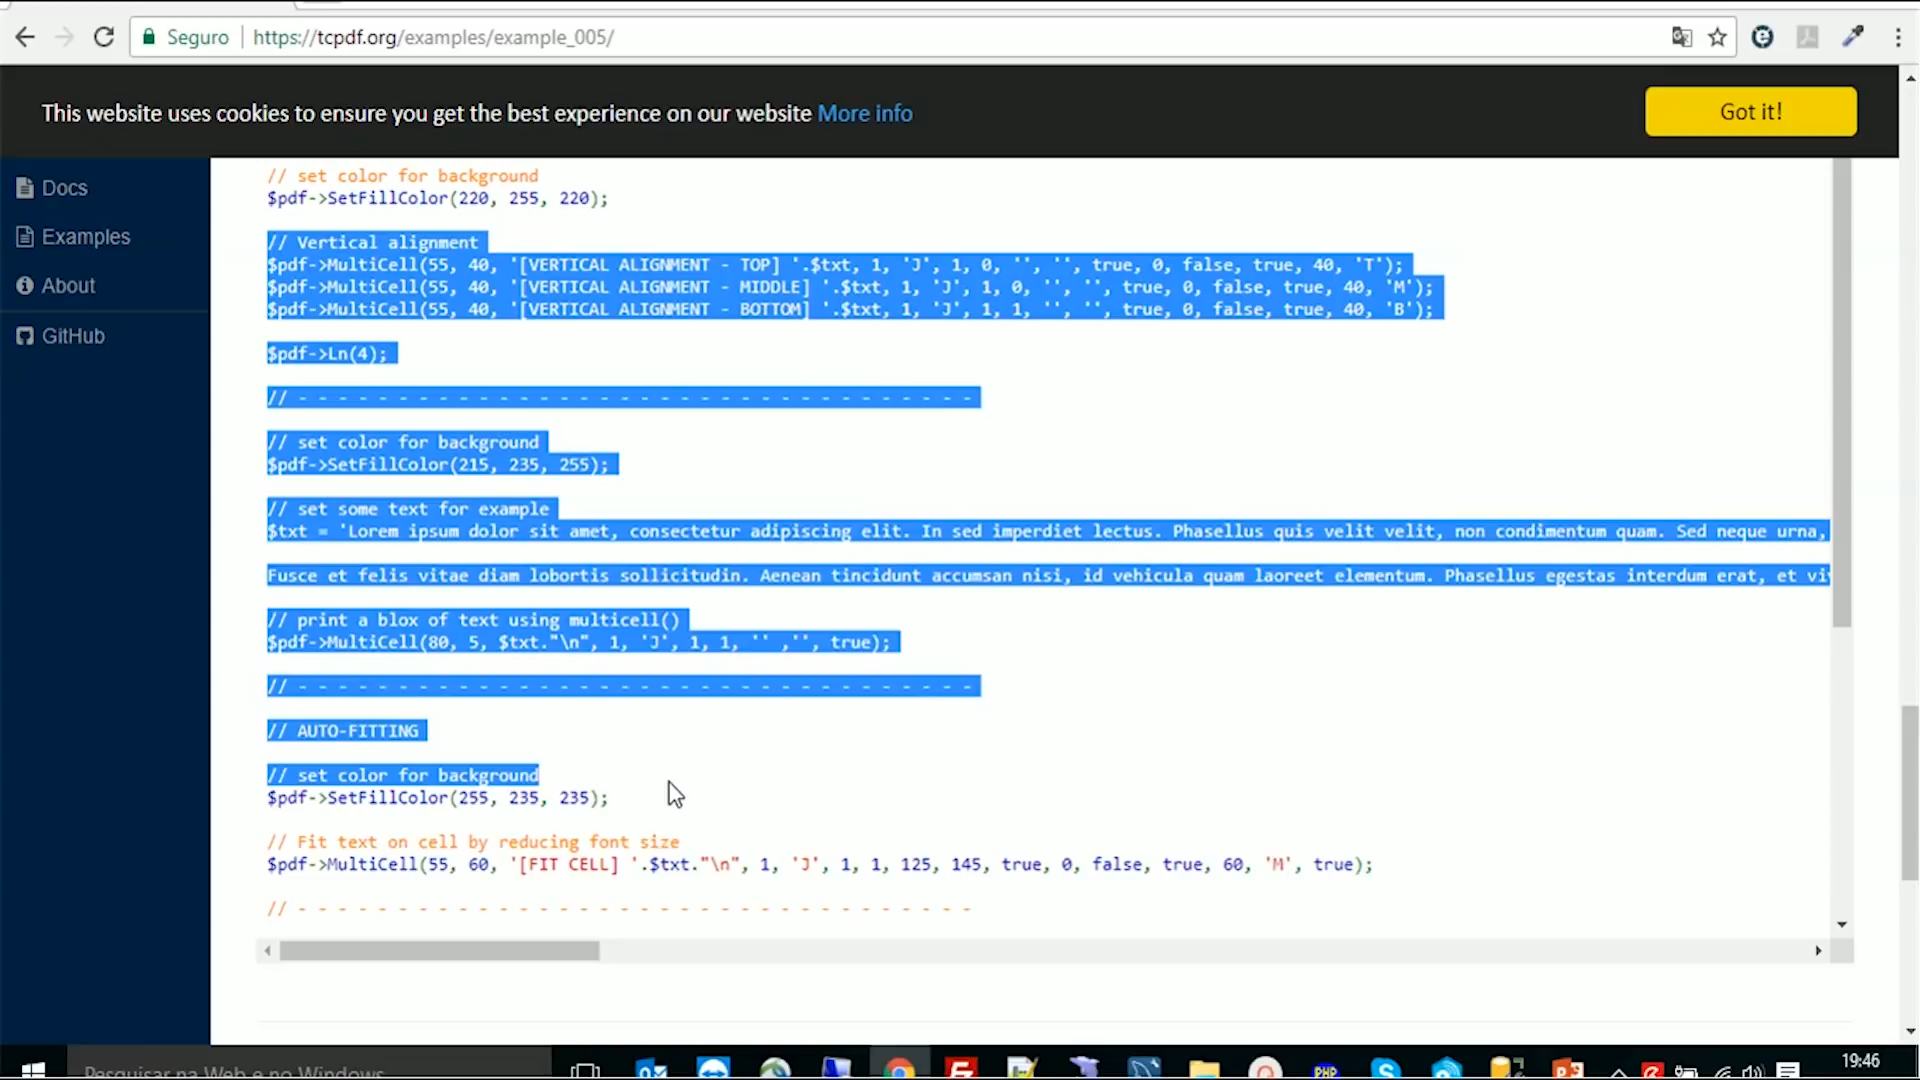 Seguro
https://tcpdf.org/examples/example_005/
This website uses cookies to ensure you get the best experience on our website More info
Got it!
Docs
Examples
About
GitHub
// set color for background
$pdf->SetFillColor(220, 255, 220);
// Vertical alignment
$pdf->MultiCell(55, 40, '[VERTICAL ALIGNMENT - TOP] '.$txt, 1, 'J', 1, 0, '', '', true, 0, false, true, 40, 'T');
$pdf->MultiCell(55, 40, '[VERTICAL ALIGNMENT - MIDDLE] '.$txt, 1, 'J', 1, 0, '', '', true, 0, false, true, 40, 'M');
$pdf->MultiCell(55, 40, '[VERTICAL ALIGNMENT - BOTTOM] '.$txt, 1, 'J', 1, 1, '', '', true, 0, false, true, 40, 'B');
$pdf->Ln(4);
// - - - - - - - - - - - - - - - - - - - - - - - - - - - - - - - - - -
// set color for background
$pdf->SetFillColor(215, 235, 255);
// set some text for example
$txt = 'Lorem ipsum dolor sit amet, consectetur adipiscing elit. In sed imperdiet lectus. Phasellus quis velit velit, non condimentum quam. Sed neque urna,
Fusce et felis vitae diam lobortis sollicitudin. Aenean tincidunt accumsan nisi, id vehicula quam laoreet elementum. Phasellus egestas interdum erat, et
// print a blox of text using multicell()
$pdf->MultiCell(80, 5, $txt."\n", 1, 'J', 1, 1, '' ,'', true);
// - - - - - - - - - - - - - - - - - - - - - - - - - - - - - - - - - -
// AUTO-FITTING
// set color for background
$pdf->SetFillColor(255, 235, 235);
// Fit text on cell by reducing font size
$pdf->MultiCell(55, 60, '[FIT CELL] '.$txt."\n", 1, 'J', 1, 1, 125, 145, true, 0, false, true, 60, 'M', true);
// - - - - - - - - - - - - - - - - - - - - - - - - - - - - - - - - - -
Pesquisar na Web e no Windows
PHP
19:46